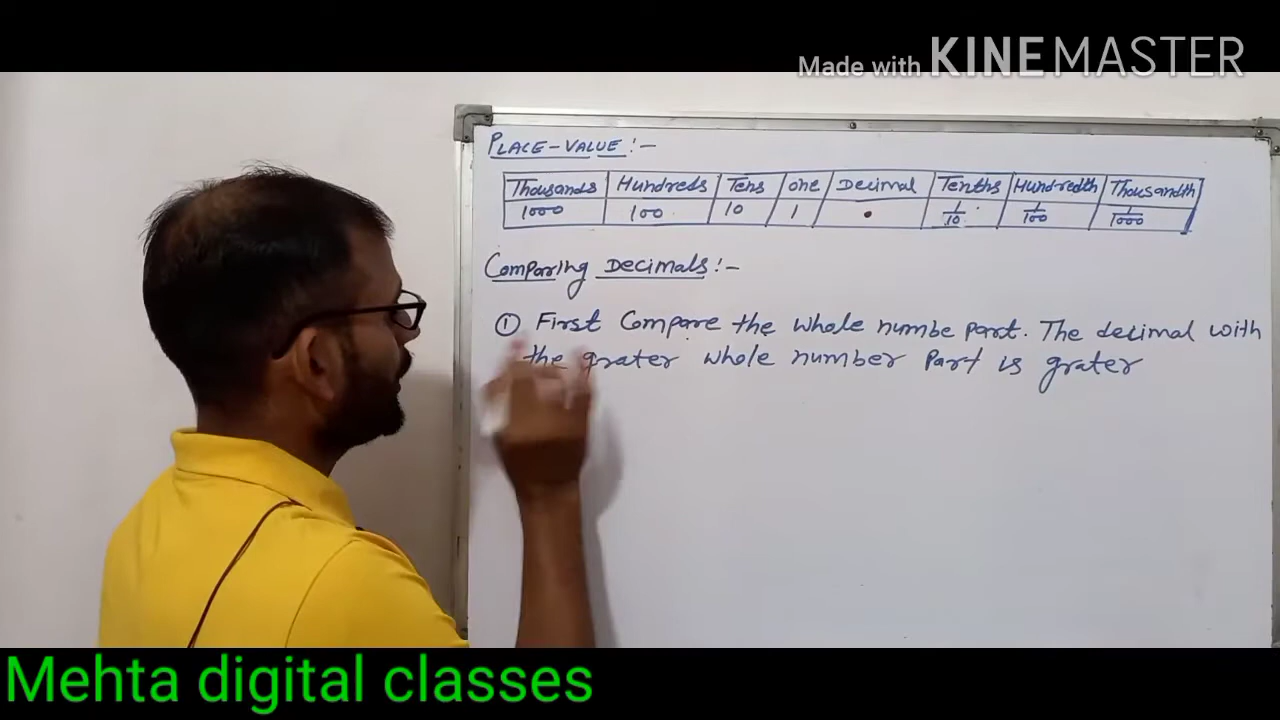 Made with KINEMASTER
PLACE-VALUE :-
Thousands Hundreds Tens one Decimal Tenths Hundredth Thousandth
1000 100 10 1 . 1/10 1/100 1/1000
Comparing Decimals :-
① First Compare the whole numbe part. The decimal with
the grater whole number Part is grater
Mehta digital classes